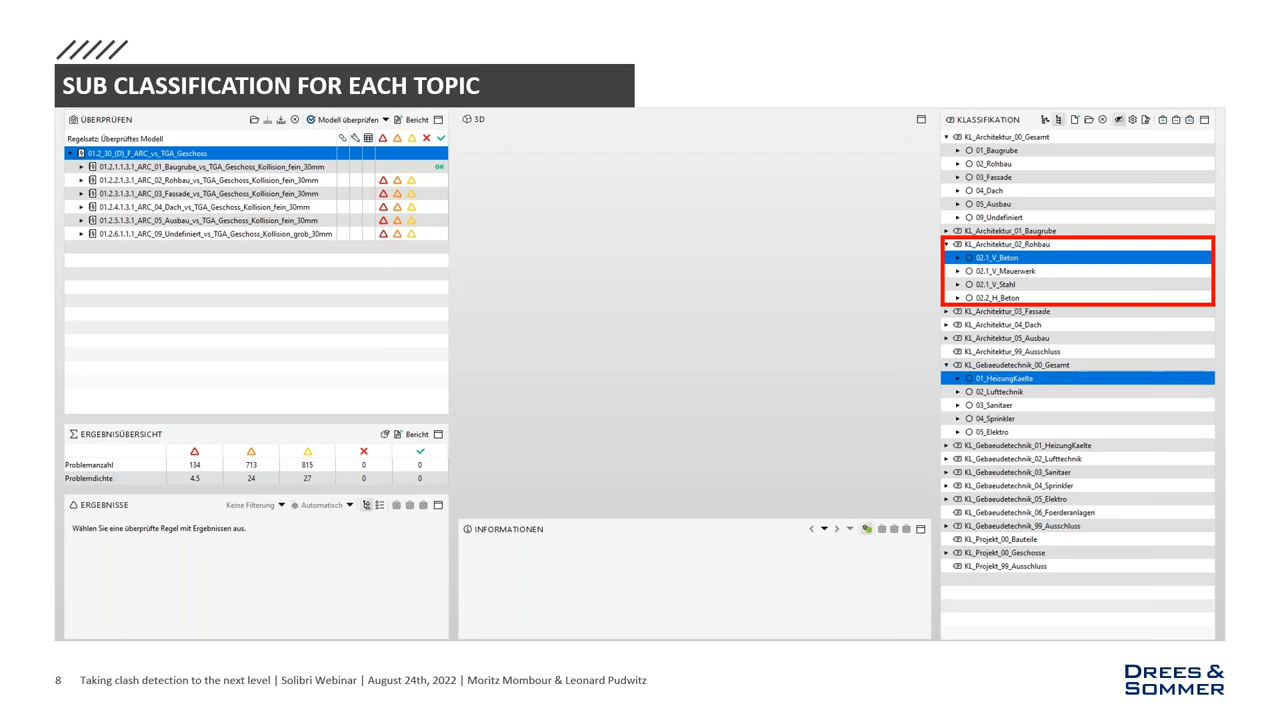 SUB CLASSIFICATION FOR EACH TOPIC
ÜBERPRÜFEN
Modell überprüfen
Bericht
Regelsatz: Überprüftes Modell
01.2_30_(D)_F_ARC_vs_TGA_Geschoss
01.2.1.1.3.1_ARC_01_Baugrube_vs_TGA_Geschoss_Kollision_fein_30mm
OK
01.2.2.1.3.1_ARC_02_Rohbau_vs_TGA_Geschoss_Kollision_fein_30mm
01.2.3.1.3.1_ARC_03_Fassade_vs_TGA_Geschoss_Kollision_fein_30mm
01.2.4.1.3.1_ARC_04_Dach_vs_TGA_Geschoss_Kollision_fein_30mm
01.2.5.1.3.1_ARC_05_Ausbau_vs_TGA_Geschoss_Kollision_fein_30mm
01.2.6.1.1.1_ARC_09_Undefiniert_vs_TGA_Geschoss_Kollision_grob_30mm
ERGEBNISÜBERSICHT
Bericht
Problemanzahl 134 713 815 0 0
Problemdichte 4.5 24 27 0 0
ERGEBNISSE
Keine Filterung
Automatisch
Wählen Sie eine überprüfte Regel mit Ergebnissen aus.
3D
INFORMATIONEN
KLASSIFIKATION
KL_Architektur_00_Gesamt
01_Baugrube
02_Rohbau
03_Fassade
04_Dach
05_Ausbau
09_Undefiniert
KL_Architektur_01_Baugrube
KL_Architektur_02_Rohbau
02.1_V_Beton
02.1_V_Mauerwerk
02.1_V_Stahl
02.2_H_Beton
KL_Architektur_03_Fassade
KL_Architektur_04_Dach
KL_Architektur_05_Ausbau
KL_Architektur_99_Ausschluss
KL_Gebaeudetechnik_00_Gesamt
01_HeizungKaelte
02_Lufttechnik
03_Sanitaer
04_Sprinkler
05_Elektro
KL_Gebaeudetechnik_01_HeizungKaelte
KL_Gebaeudetechnik_02_Lufttechnik
KL_Gebaeudetechnik_03_Sanitaer
KL_Gebaeudetechnik_04_Sprinkler
KL_Gebaeudetechnik_05_Elektro
KL_Gebaeudetechnik_06_Foerderanlagen
KL_Gebaeudetechnik_99_Ausschluss
KL_Projekt_00_Bauteile
KL_Projekt_00_Geschosse
KL_Projekt_99_Ausschluss
8 Taking clash detection to the next level | Solibri Webinar | August 24th, 2022 | Moritz Mombour & Leonard Pudwitz
DREES &
SOMMER